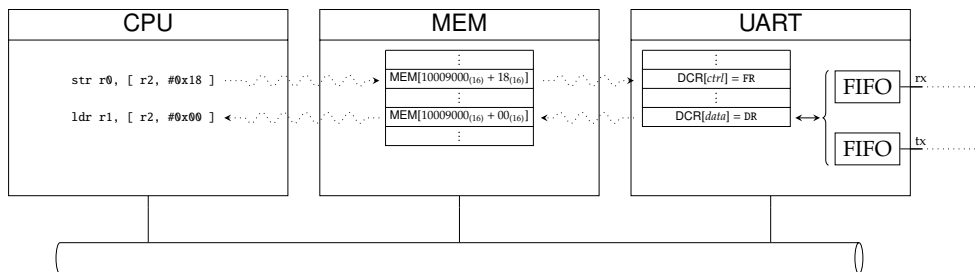 CPU
MEM
UART
⋮
⋮
str r0, [ r2, #0x18 ]
MEM[10009000₍₁₆₎ + 18₍₁₆₎]
DCR[ctrl] = FR
FIFO
rx
⋮
⋮
ldr r1, [ r2, #0x00 ]
MEM[10009000₍₁₆₎ + 00₍₁₆₎]
DCR[data] = DR
⋮
FIFO
tx